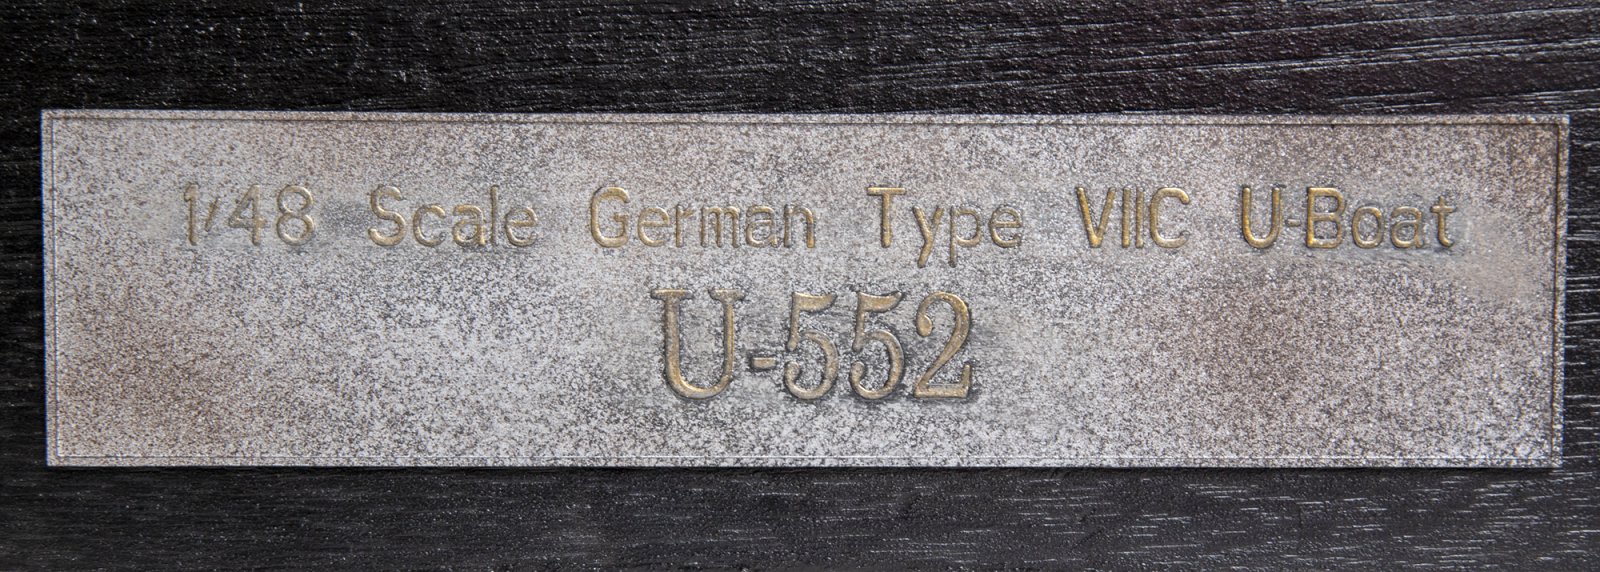 1/48 Scale German Type VIIC U-Boat
U-552